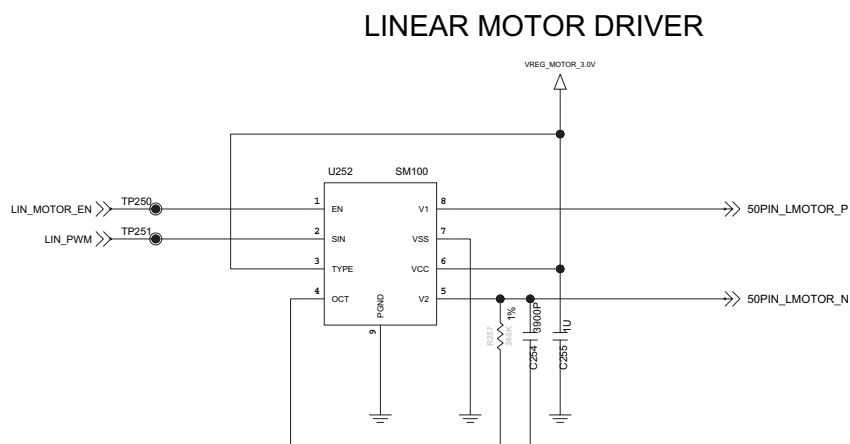 LINEAR MOTOR DRIVER
VREG_MOTOR_3.0V
U252 SM100
LIN_MOTOR_EN TP250 1 EN V1 8 50PIN_LMOTOR_P
LIN_PWM TP251 2 SIN VSS 7
3 TYPE VCC 6
4 OCT V2 5 50PIN_LMOTOR_N
PGND
9
R257
240K
1%
C254
3900P
C255
1U